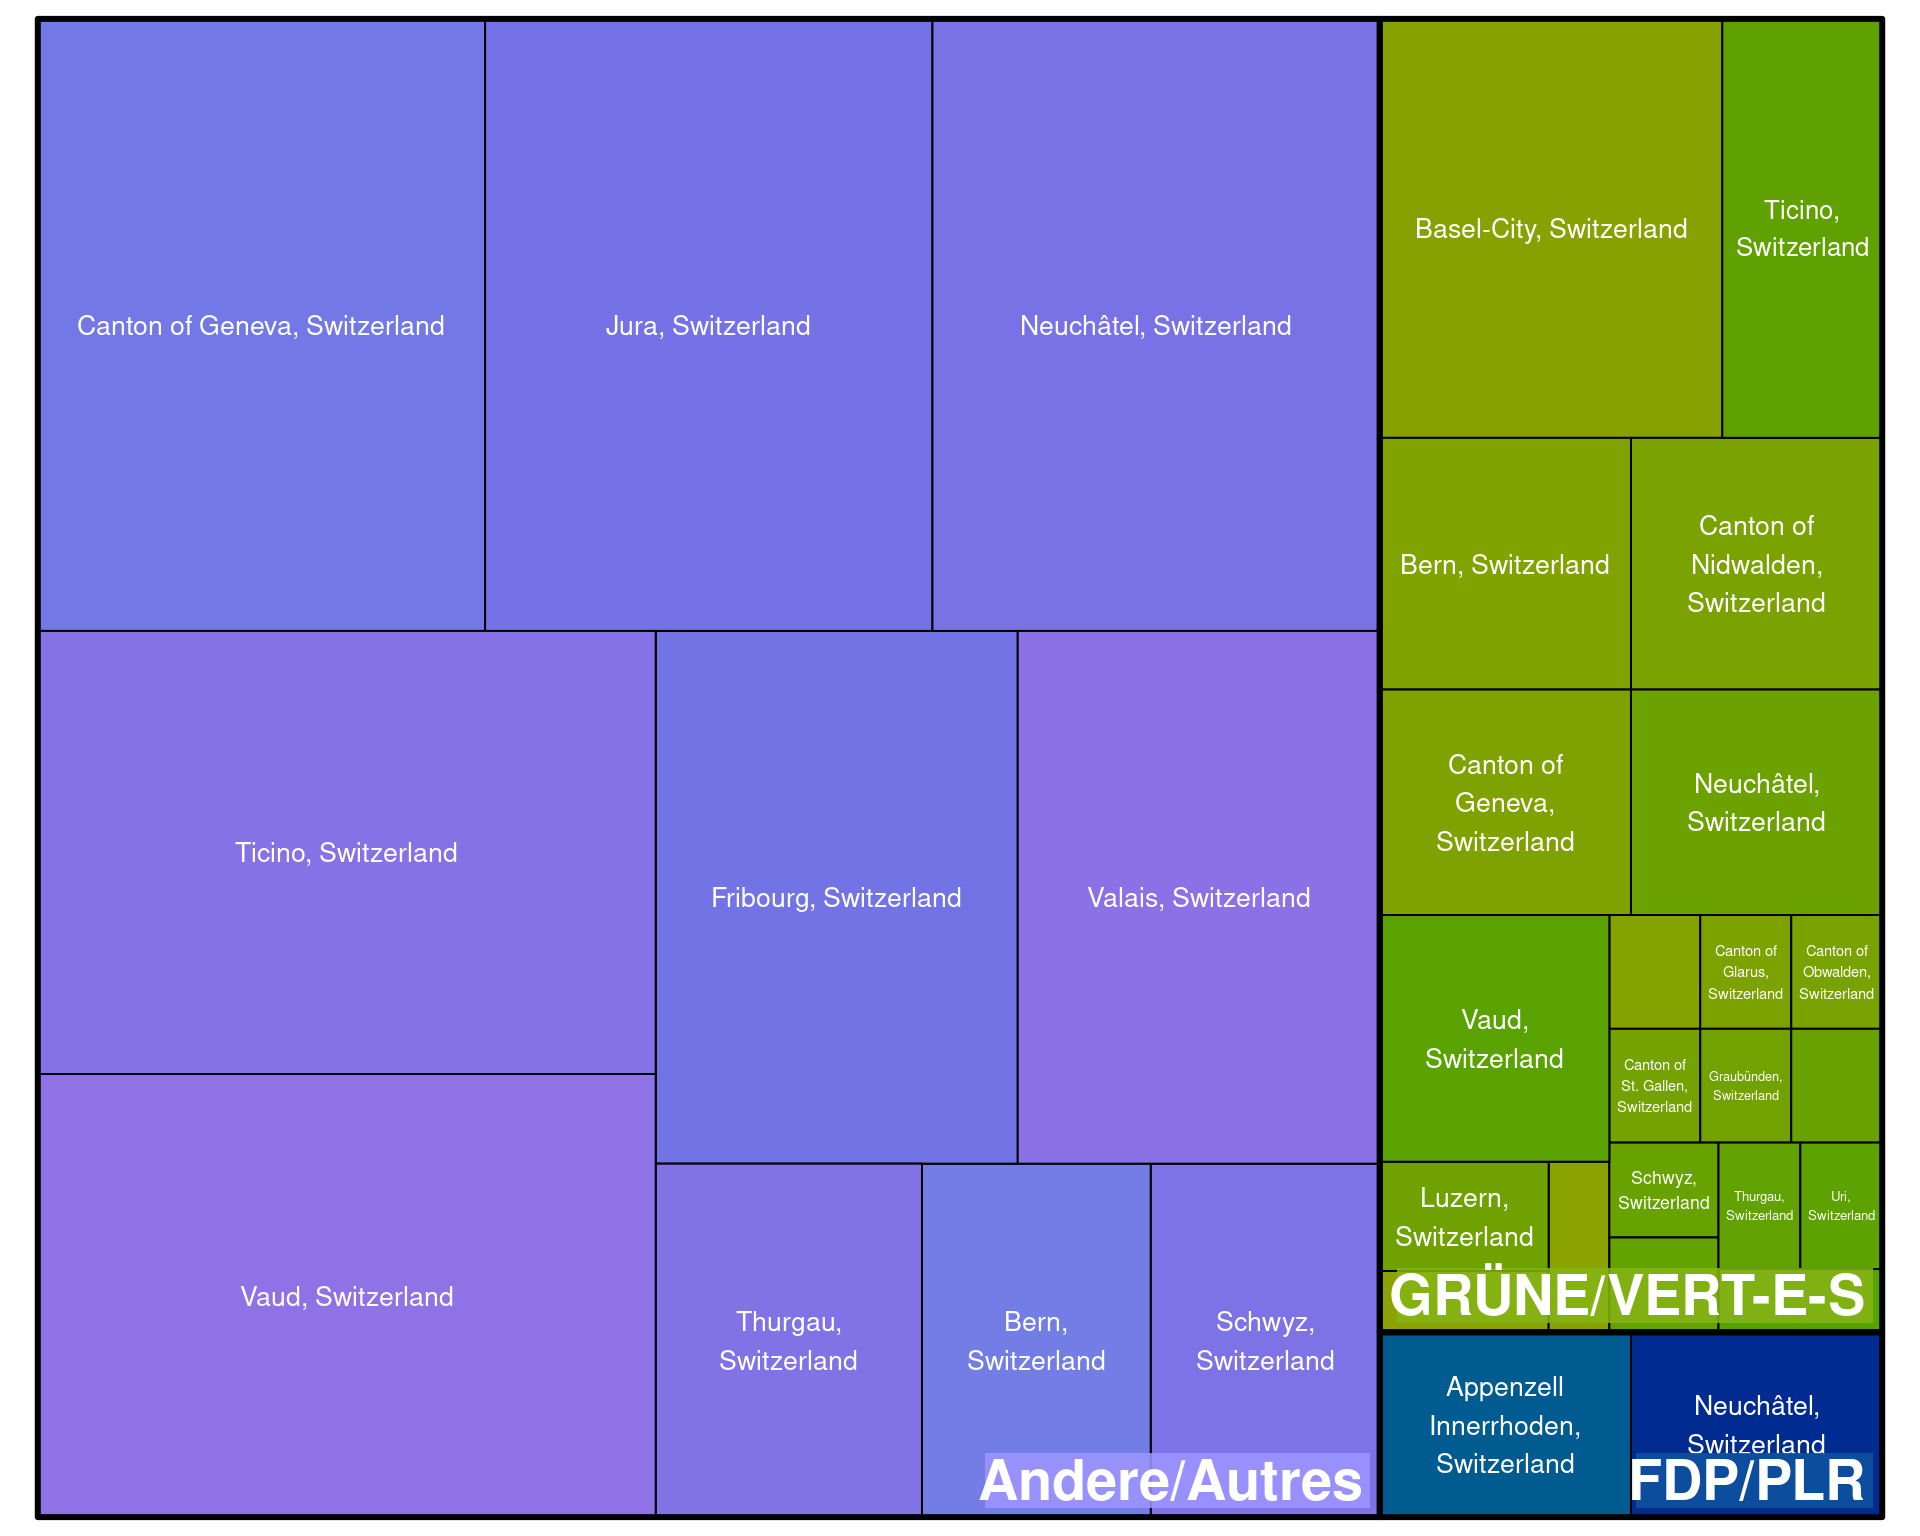 Canton of Geneva, Switzerland
Jura, Switzerland
Neuchâtel, Switzerland
Ticino, Switzerland
Fribourg, Switzerland
Valais, Switzerland
Vaud, Switzerland
Thurgau,
Switzerland
Bern,
Switzerland
Schwyz,
Switzerland
Andere/Autres
Basel-City, Switzerland
Ticino,
Switzerland
Bern, Switzerland
Canton of
Nidwalden,
Switzerland
Canton of
Geneva,
Switzerland
Neuchâtel,
Switzerland
Vaud,
Switzerland
Canton of
Glarus,
Switzerland
Canton of
Obwalden,
Switzerland
Canton of
St. Gallen,
Switzerland
Graubünden,
Switzerland
Luzern,
Switzerland
Schwyz,
Switzerland
Thurgau,
Switzerland
Uri,
Switzerland
GRÜNE/VERT-E-S
Appenzell
Innerrhoden,
Switzerland
Neuchâtel,
Switzerland
FDP/PLR